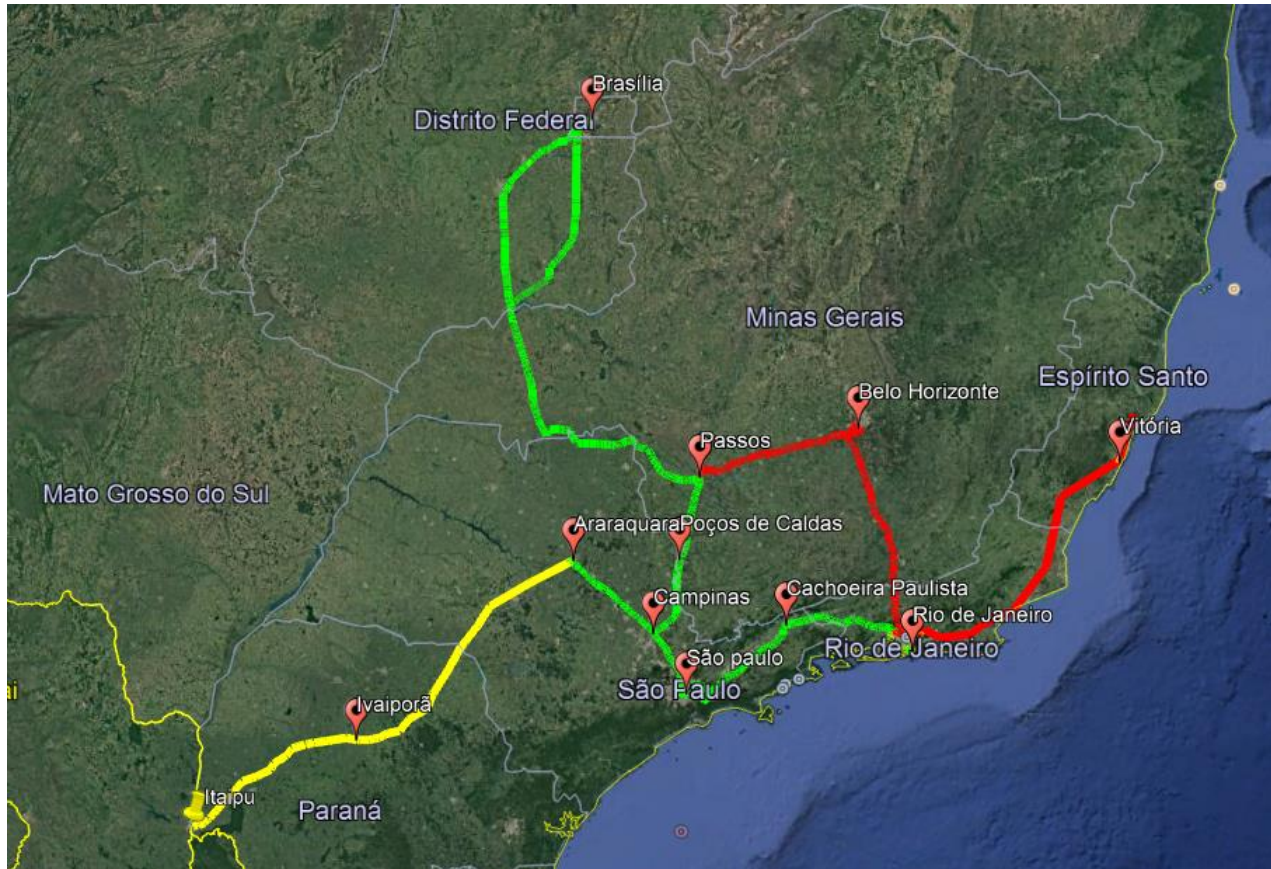 Brasília
Distrito Federal
Minas Gerais
Belo Horizonte
Espírito Santo
Vitória
Passos
Mato Grosso do Sul
Araraquara
Poços de Caldas
Cachoeira Paulista
Campinas
Rio de Janeiro
Rio de Janeiro
São paulo
São Paulo
Ivaiporã
ai
Itaipu
Paraná